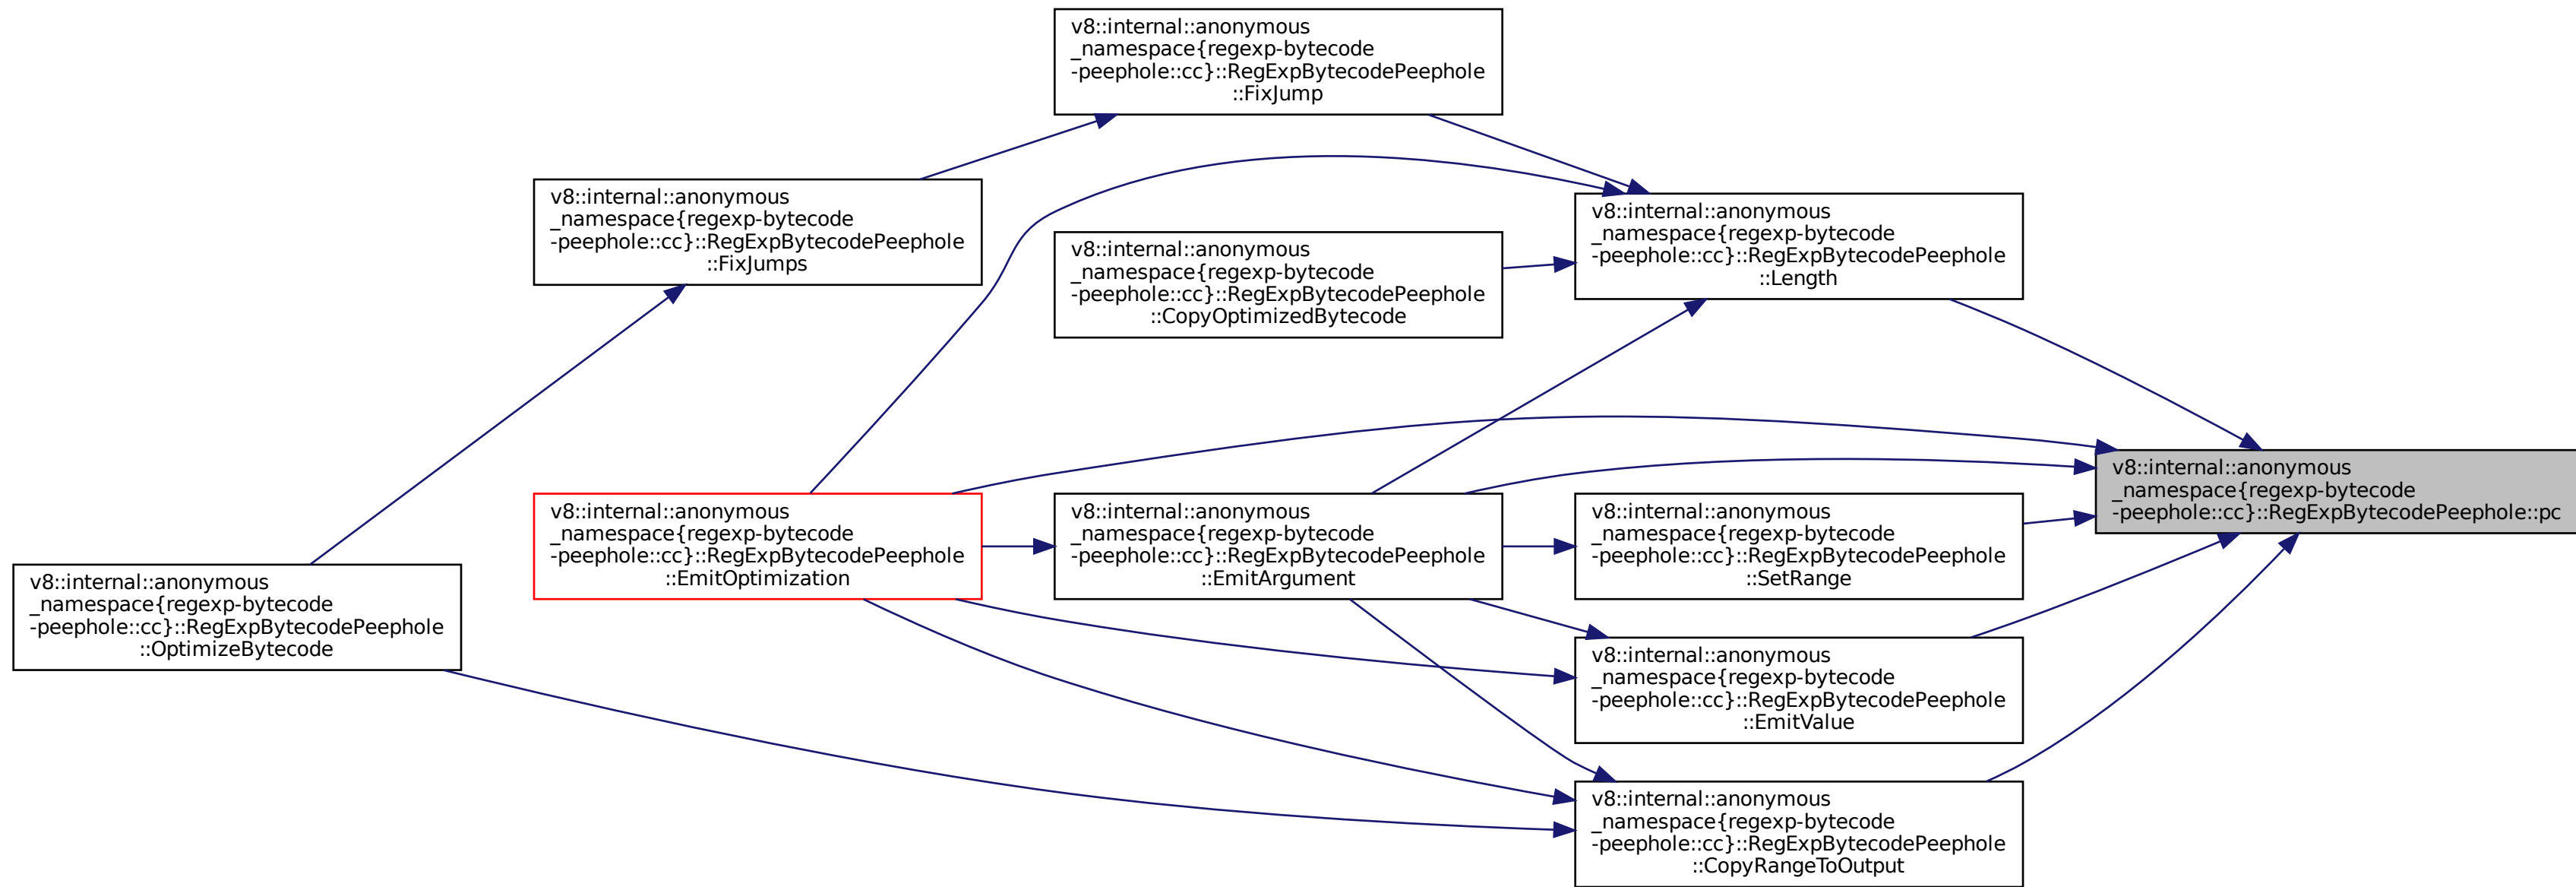 v8::internal::anonymous
_namespace{regexp-bytecode
-peephole::cc}::RegExpBytecodePeephole
::FixJump
v8::internal::anonymous
_namespace{regexp-bytecode
-peephole::cc}::RegExpBytecodePeephole
::FixJumps
v8::internal::anonymous
_namespace{regexp-bytecode
-peephole::cc}::RegExpBytecodePeephole
::Length
v8::internal::anonymous
_namespace{regexp-bytecode
-peephole::cc}::RegExpBytecodePeephole
::CopyOptimizedBytecode
v8::internal::anonymous
_namespace{regexp-bytecode
-peephole::cc}::RegExpBytecodePeephole::pc
v8::internal::anonymous
_namespace{regexp-bytecode
-peephole::cc}::RegExpBytecodePeephole
::EmitOptimization
v8::internal::anonymous
_namespace{regexp-bytecode
-peephole::cc}::RegExpBytecodePeephole
::EmitArgument
v8::internal::anonymous
_namespace{regexp-bytecode
-peephole::cc}::RegExpBytecodePeephole
::SetRange
v8::internal::anonymous
_namespace{regexp-bytecode
-peephole::cc}::RegExpBytecodePeephole
::OptimizeBytecode
v8::internal::anonymous
_namespace{regexp-bytecode
-peephole::cc}::RegExpBytecodePeephole
::EmitValue
v8::internal::anonymous
_namespace{regexp-bytecode
-peephole::cc}::RegExpBytecodePeephole
::CopyRangeToOutput